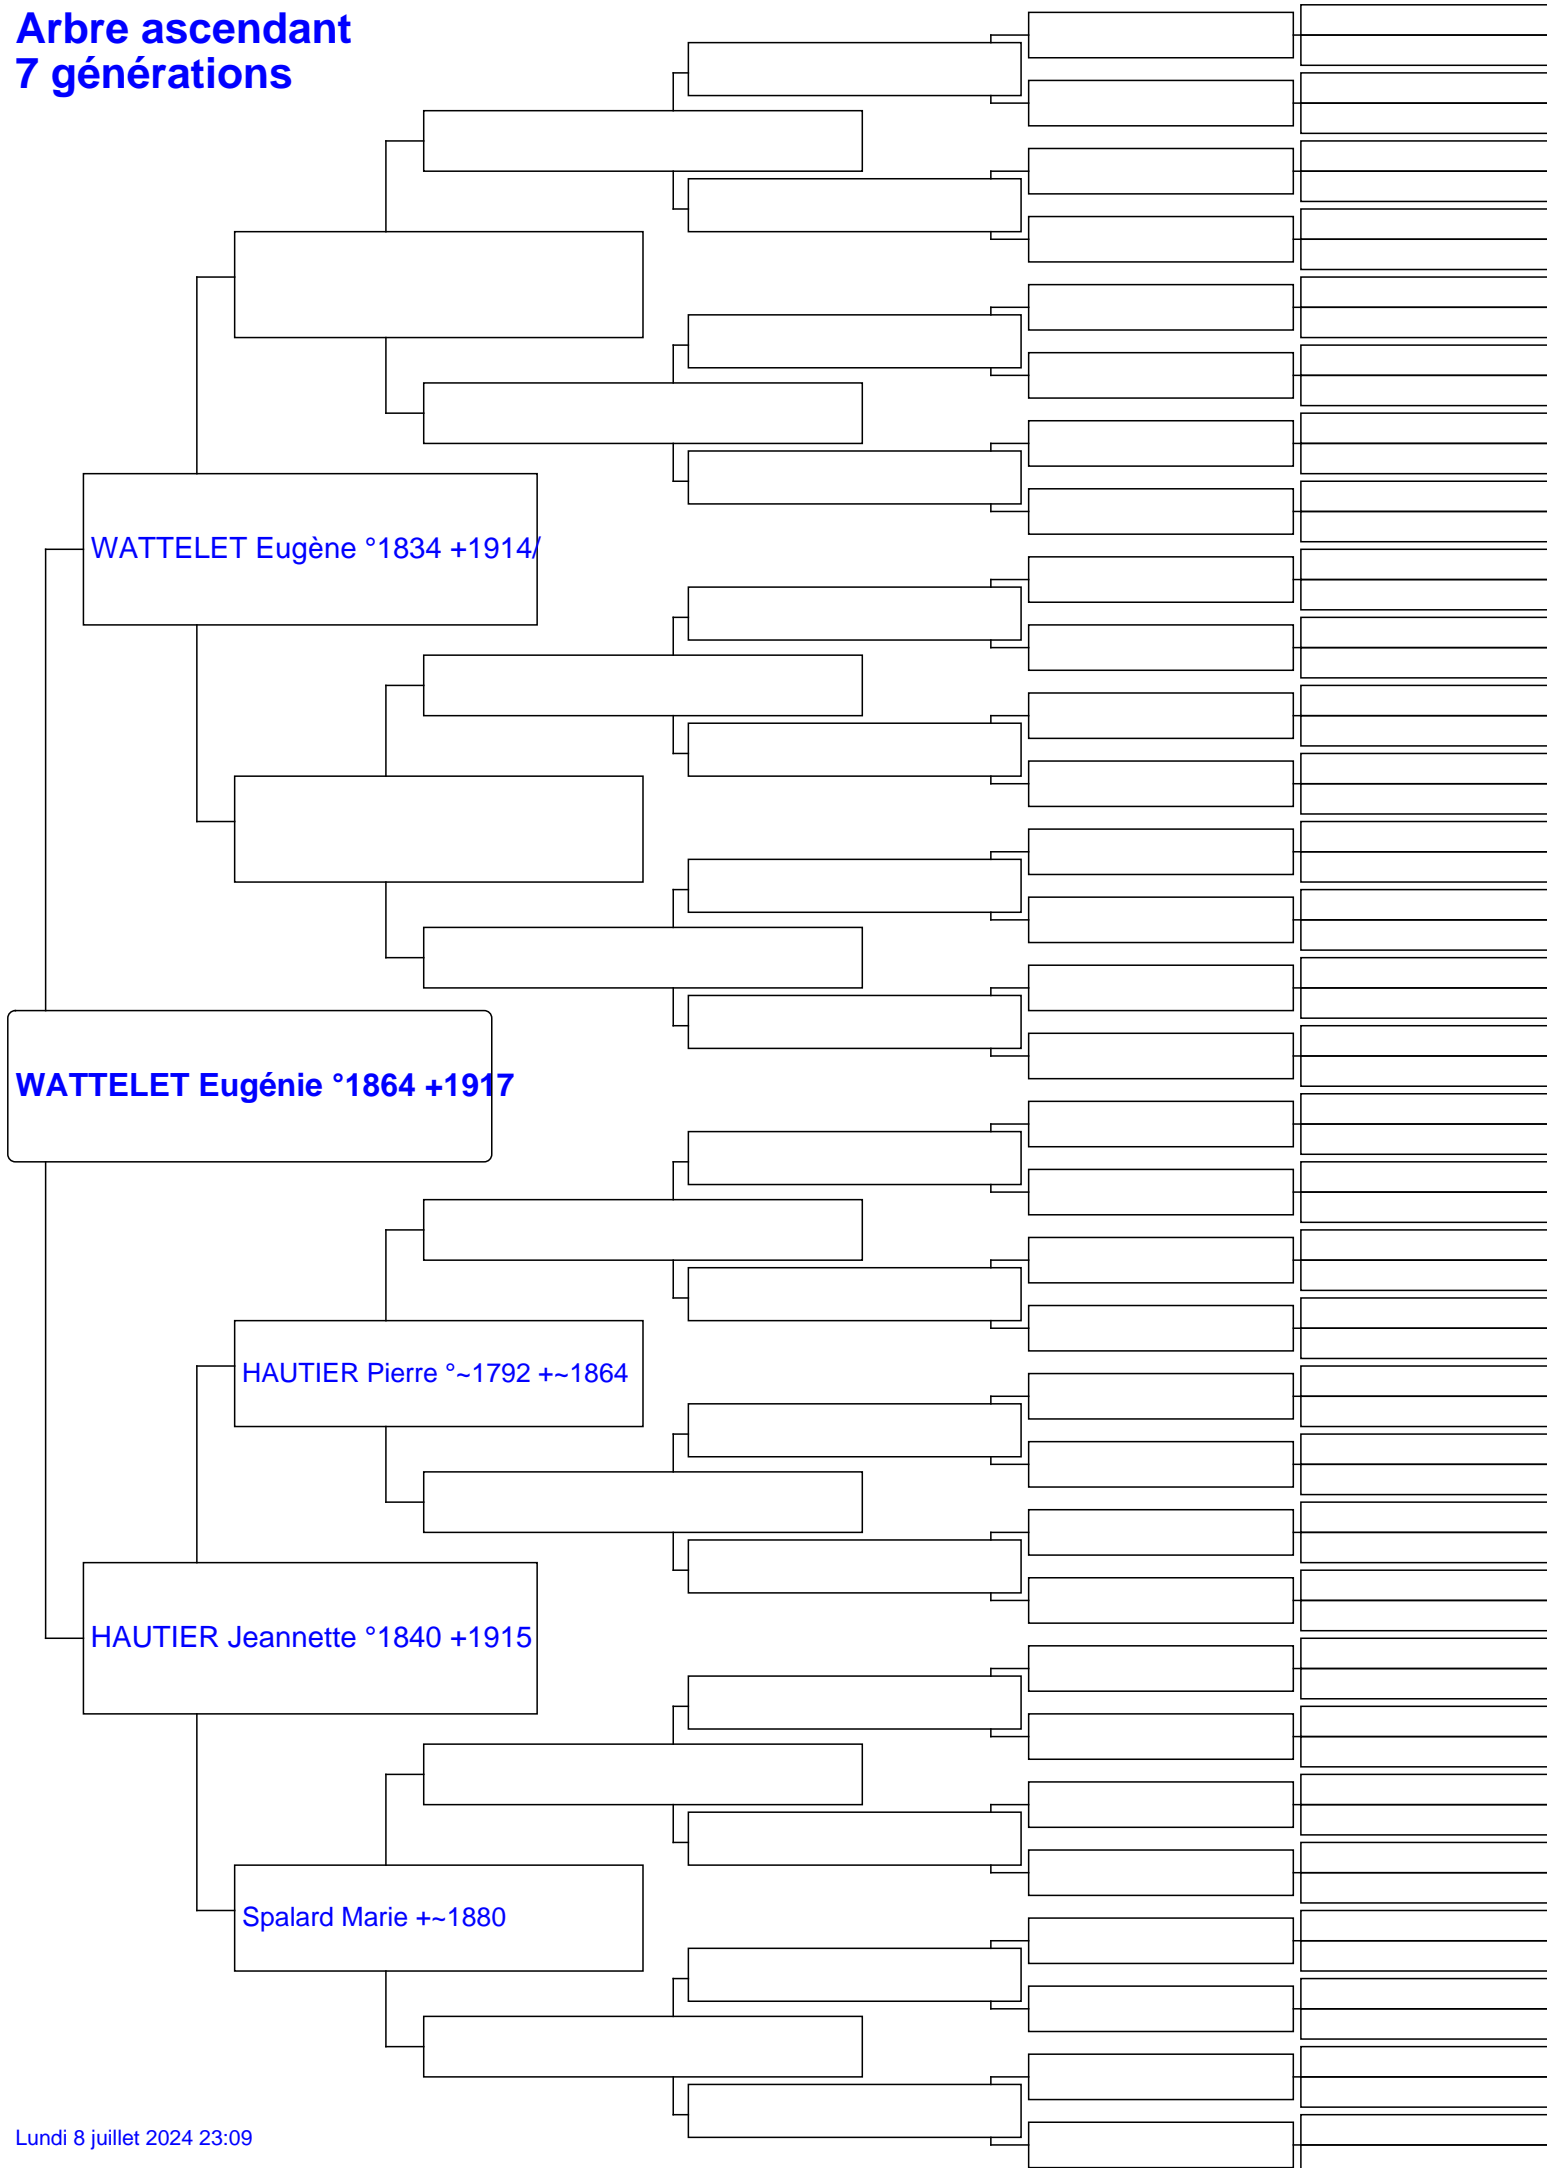 Arbre ascendant
7 générations
WATTELET Eugène °1834 +1914/
WATTELET Eugénie °1864 +1917
HAUTIER Pierre °~1792 +~1864
HAUTIER Jeannette °1840 +1915
Spalard Marie +~1880
Lundi 8 juillet 2024 23:09